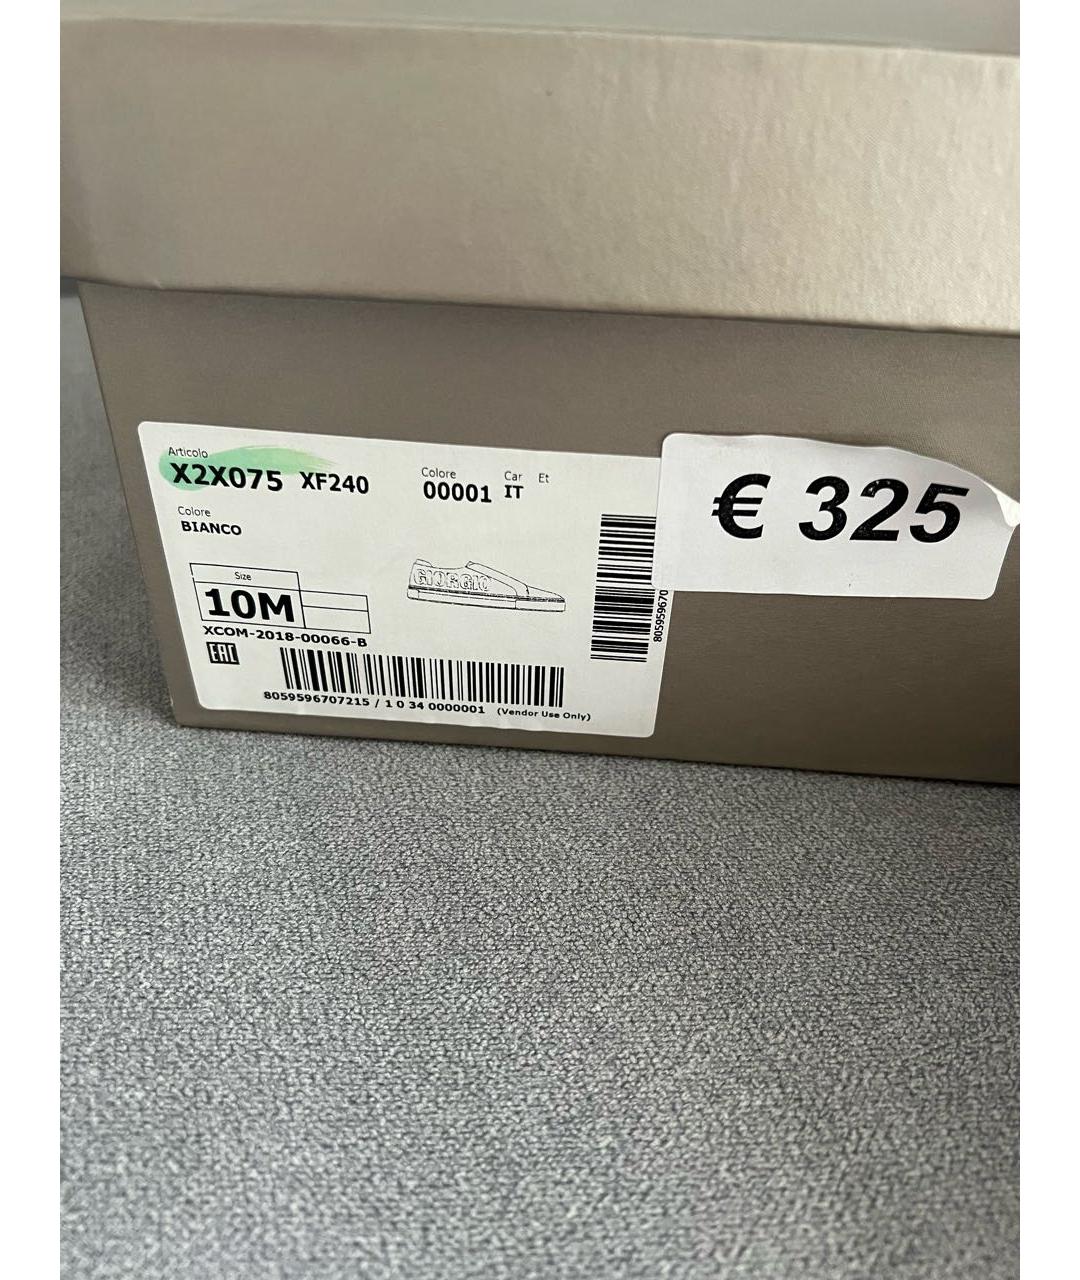 Articolo
X2X075 XF240
Colore
00001
Car
IT
Et
Colore
BIANCO
Size
10M
XCOM-2018-00066-B
EAC
GIORGIO
8059596707215 / 1 0 34 0000001 (Vendor Use Only)
805959670
€ 325